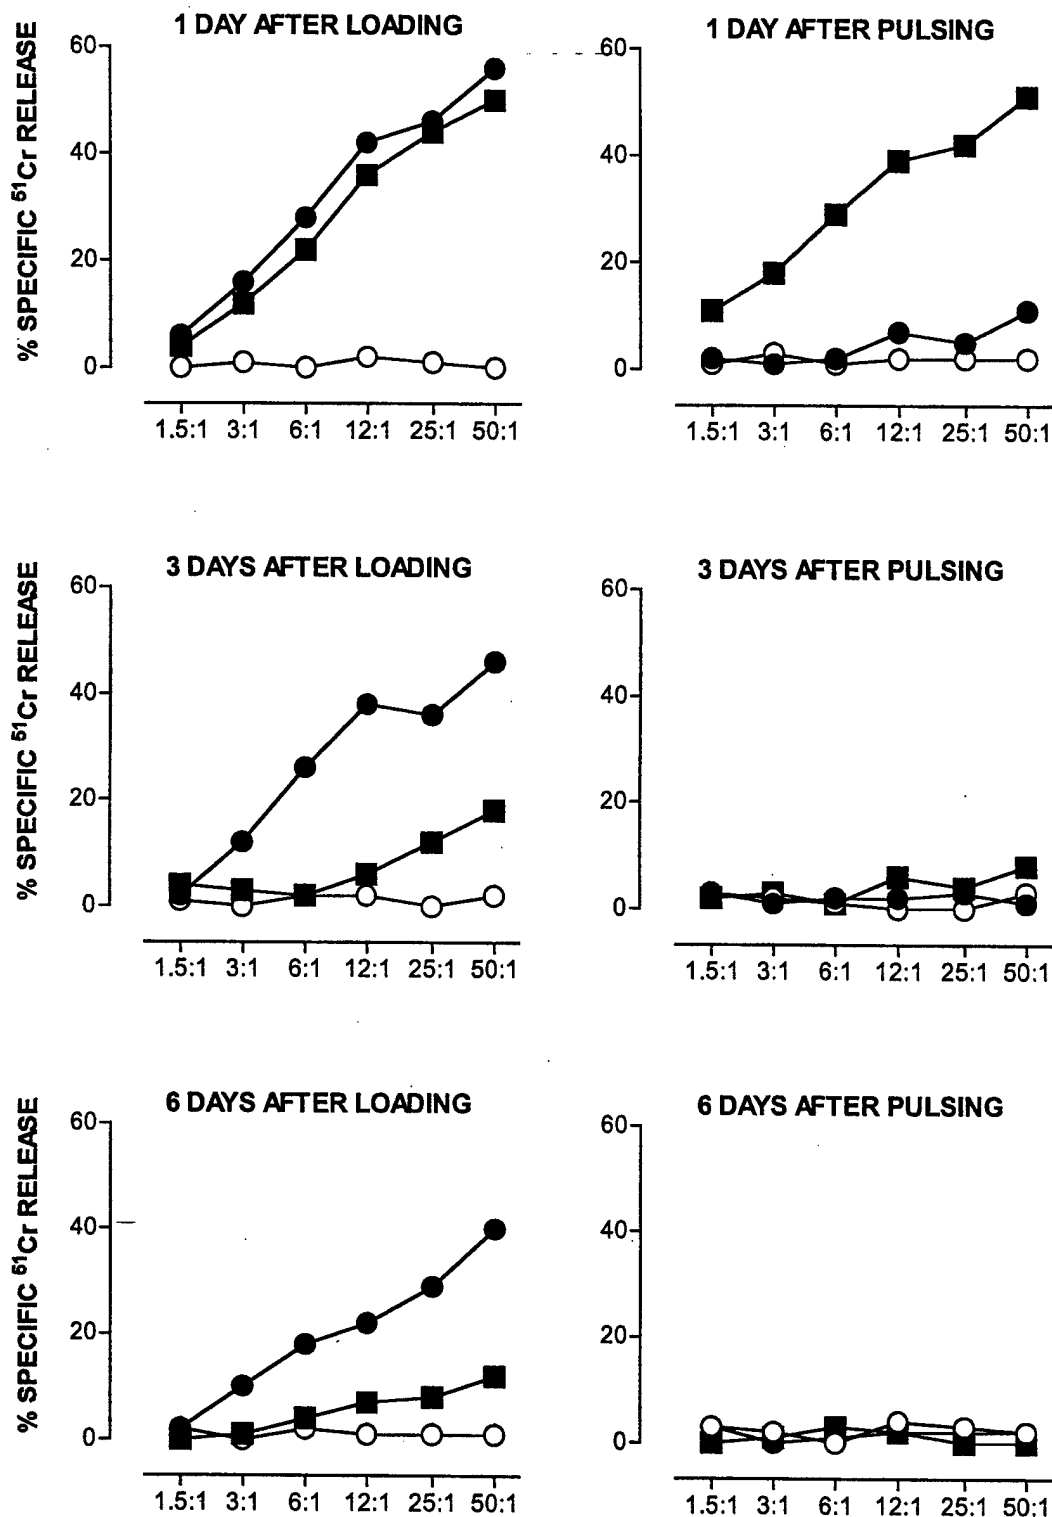 1 DAY AFTER LOADING
1 DAY AFTER PULSING
% SPECIFIC ⁵¹Cr RELEASE
60
40
20
0
60
40
20
0
1.5:1 3:1 6:1 12:1 25:1 50:1
1.5:1 3:1 6:1 12:1 25:1 50:1
3 DAYS AFTER LOADING
3 DAYS AFTER PULSING
% SPECIFIC ⁵¹Cr RELEASE
60
40
20
0
60
40
20
0
1.5:1 3:1 6:1 12:1 25:1 50:1
1.5:1 3:1 6:1 12:1 25:1 50:1
6 DAYS AFTER LOADING
6 DAYS AFTER PULSING
% SPECIFIC ⁵¹Cr RELEASE
60
40
20
0
60
40
20
0
1.5:1 3:1 6:1 12:1 25:1 50:1
1.5:1 3:1 6:1 12:1 25:1 50:1